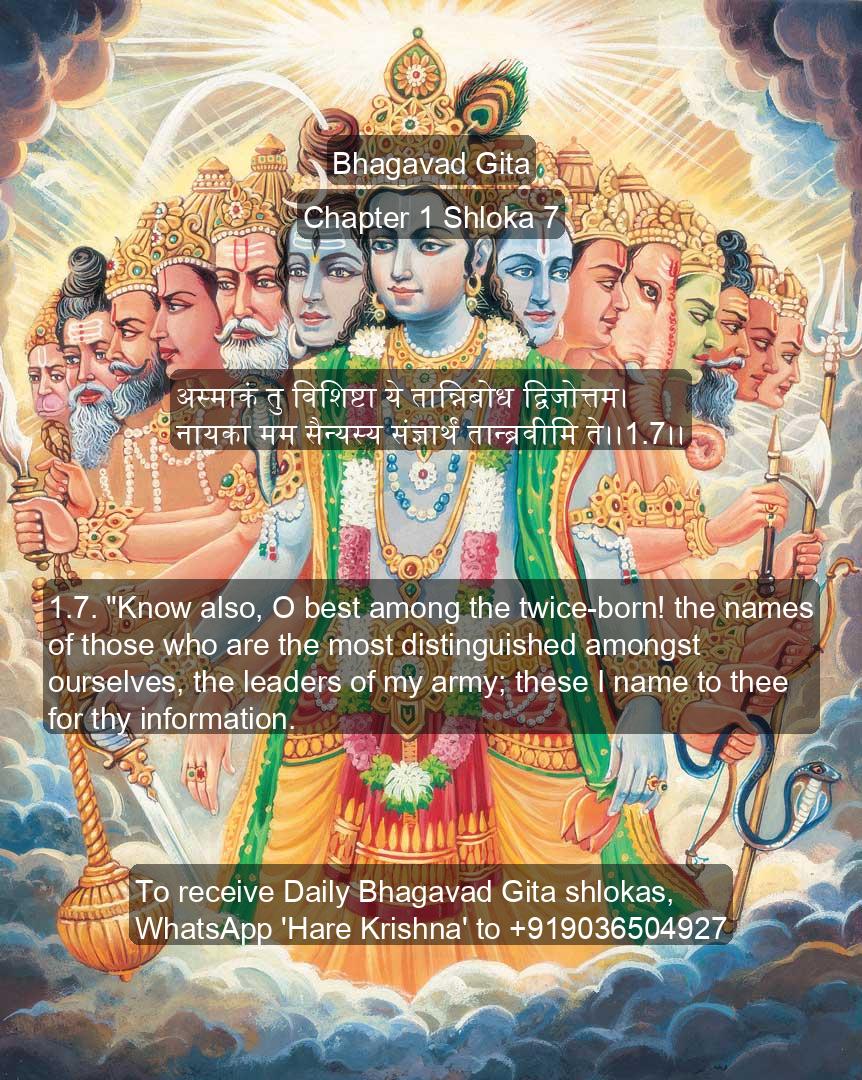 Bhagavad Gita
Chapter 1 Shloka 7
अस्माकं तु विशिष्टा ये तान्निबोध द्विजोत्तम।
नायका मम सैन्यस्य संज्ञार्थं तान्ब्रवीमि ते।।1.7।।
1.7. "Know also, O best among the twice-born! the names
of those who are the most distinguished amongst
ourselves, the leaders of my army; these I name to thee
for thy information.
To receive Daily Bhagavad Gita shlokas,
WhatsApp 'Hare Krishna' to +919036504927